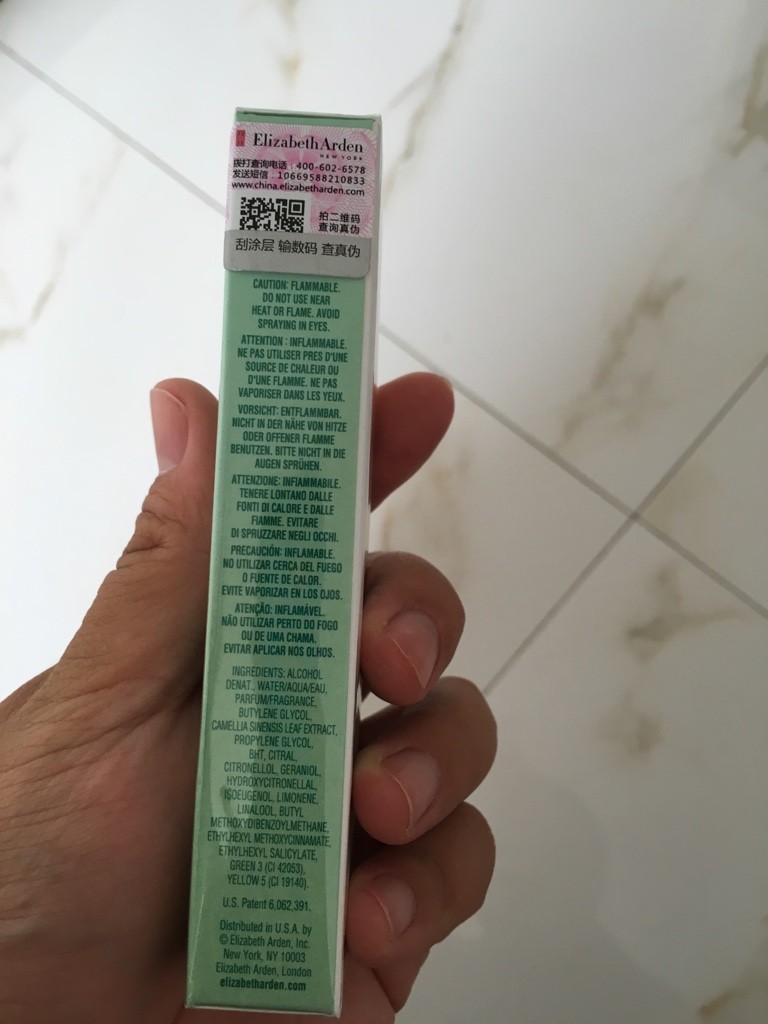 Elizabeth Arden
NEW YORK
拨打查询电话：400-602-6578
发送短信：10669588210833
www.china.elizabetharden.com
拍二维码
查询真伪
刮涂层 输数码 查真伪
CAUTION: FLAMMABLE.
DO NOT USE NEAR
HEAT OR FLAME. AVOID
SPRAYING IN EYES.
ATTENTION : INFLAMMABLE.
NE PAS UTILISER PRES D'UNE
SOURCE DE CHALEUR OU
D'UNE FLAMME. NE PAS
VAPORISER DANS LES YEUX.
VORSICHT: ENTFLAMMBAR.
NICHT IN DER NÄHE VON HITZE
ODER OFFENER FLAMME
BENUTZEN. BITTE NICHT IN DIE
AUGEN SPRÜHEN.
ATTENZIONE: INFIAMMABILE.
TENERE LONTANO DALLE
FONTI DI CALORE E DALLE
FIAMME. EVITARE
DI SPRUZZARE NEGLI OCCHI.
PRECAUCIÓN: INFLAMABLE.
NO UTILIZAR CERCA DEL FUEGO
O FUENTE DE CALOR.
EVITE VAPORIZAR EN LOS OJOS.
ATENÇÃO: INFLAMÁVEL.
NÃO UTILIZAR PERTO DO FOGO
OU DE UMA CHAMA.
EVITAR APLICAR NOS OLHOS.
INGREDIENTS: ALCOHOL
DENAT., WATER/AQUA/EAU,
PARFUM/FRAGRANCE,
BUTYLENE GLYCOL,
CAMELLIA SINENSIS LEAF EXTRACT,
PROPYLENE GLYCOL,
BHT, CITRAL,
CITRONELLOL, GERANIOL,
HYDROXYCITRONELLAL,
ISOEUGENOL, LIMONENE,
LINALOOL, BUTYL
METHOXYDIBENZOYLMETHANE,
ETHYLHEXYL METHOXYCINNAMATE,
ETHYLHEXYL SALICYLATE,
GREEN 3 (CI 42053),
YELLOW 5 (CI 19140).
U.S. Patent 6,062,391.
Distributed in U.S.A. by
© Elizabeth Arden, Inc.
New York, NY 10003
Elizabeth Arden, London
elizabetharden.com